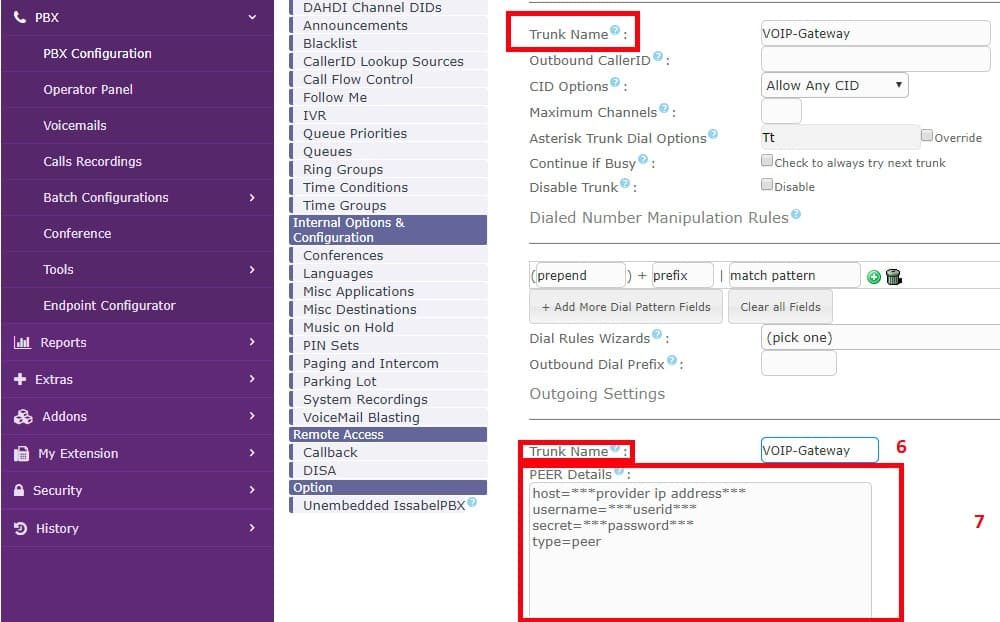 PBX
PBX Configuration
Operator Panel
Voicemails
Calls Recordings
Batch Configurations
Conference
Tools
Endpoint Configurator
Reports
Extras
Addons
My Extension
Security
History
DAHDI Channel DIDs
Announcements
Blacklist
CallerID Lookup Sources
Call Flow Control
Follow Me
IVR
Queue Priorities
Queues
Ring Groups
Time Conditions
Time Groups
Internal Options &
Configuration
Conferences
Languages
Misc Applications
Misc Destinations
Music on Hold
PIN Sets
Paging and Intercom
Parking Lot
System Recordings
VoiceMail Blasting
Remote Access
Callback
DISA
Option
Unembedded IssabelPBX?
Trunk Name?: VOIP-Gateway
Outbound CallerID?:
CID Options?: Allow Any CID
Maximum Channels?:
Asterisk Trunk Dial Options? Tt Override
Continue if Busy?: Check to always try next trunk
Disable Trunk?: Disable
Dialed Number Manipulation Rules?
(prepend) + prefix | match pattern
+ Add More Dial Pattern Fields Clear all Fields
Dial Rules Wizards?: (pick one)
Outbound Dial Prefix?:
Outgoing Settings
Trunk Name?: VOIP-Gateway 6
PEER Details?:
host=***provider ip address***
username=***userid***
secret=***password***
type=peer
7